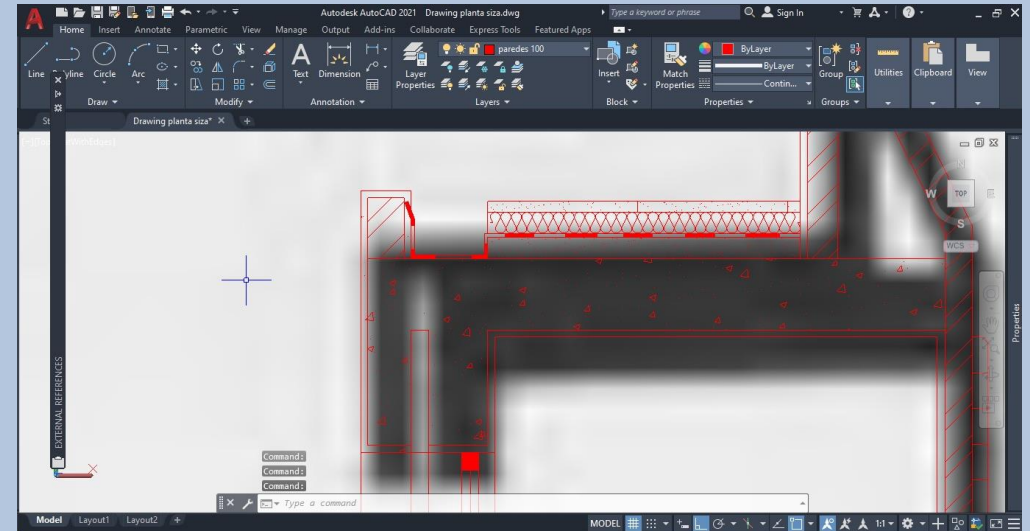 Autodesk AutoCAD 2021 Drawing planta siza.dwg
Type a keyword or phrase
Sign In
Home Insert Annotate Parametric View Manage Output Add-ins Collaborate Express Tools Featured Apps
paredes 100
ByLayer
ByLayer
Contin...
Line
Circle
Arc
Text
Dimension
Layer
Properties
Insert
Match
Properties
Group
Utilities
Clipboard
View
Draw
Modify
Annotation
Layers
Block
Properties
Groups
Drawing planta siza*
W
TOP
E
S
WCS
Properties
EXTERNAL REFERENCES
Command:
Command:
Command:
Type a command
Model Layout1 Layout2
MODEL
1:1